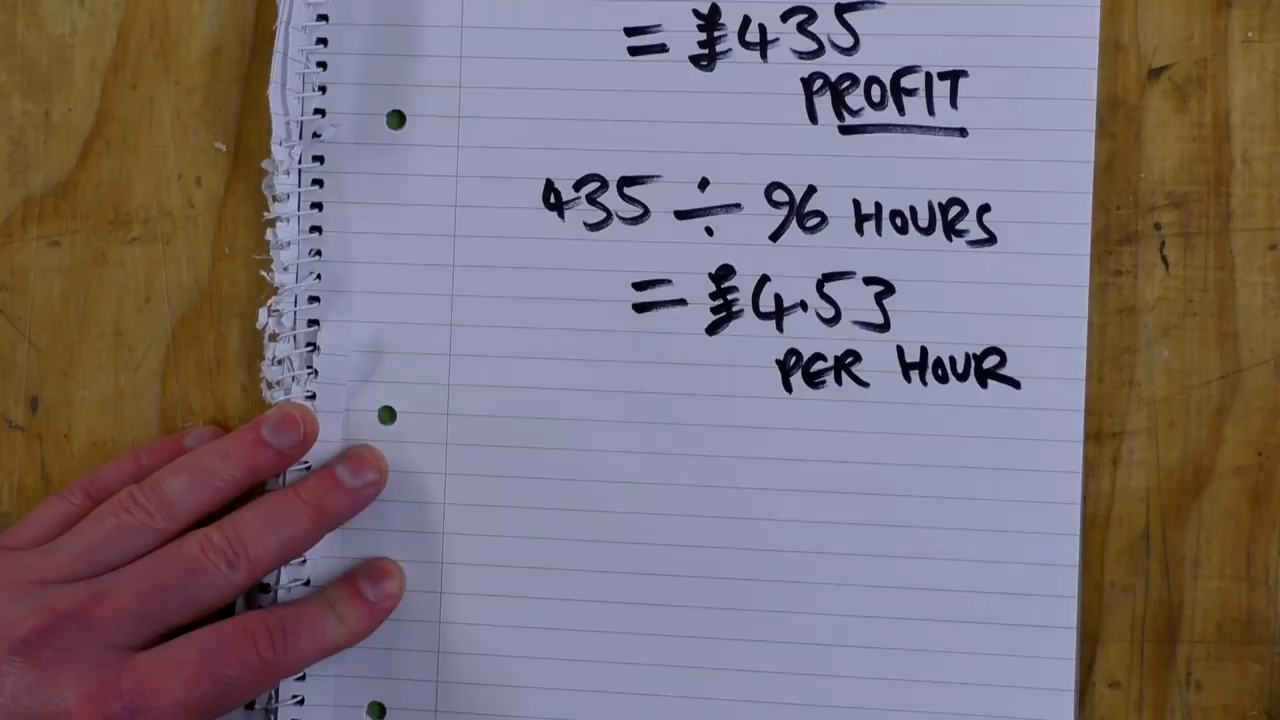 = £435
PROFIT
435 ÷ 96 HOURS
= £4.53
PER HOUR